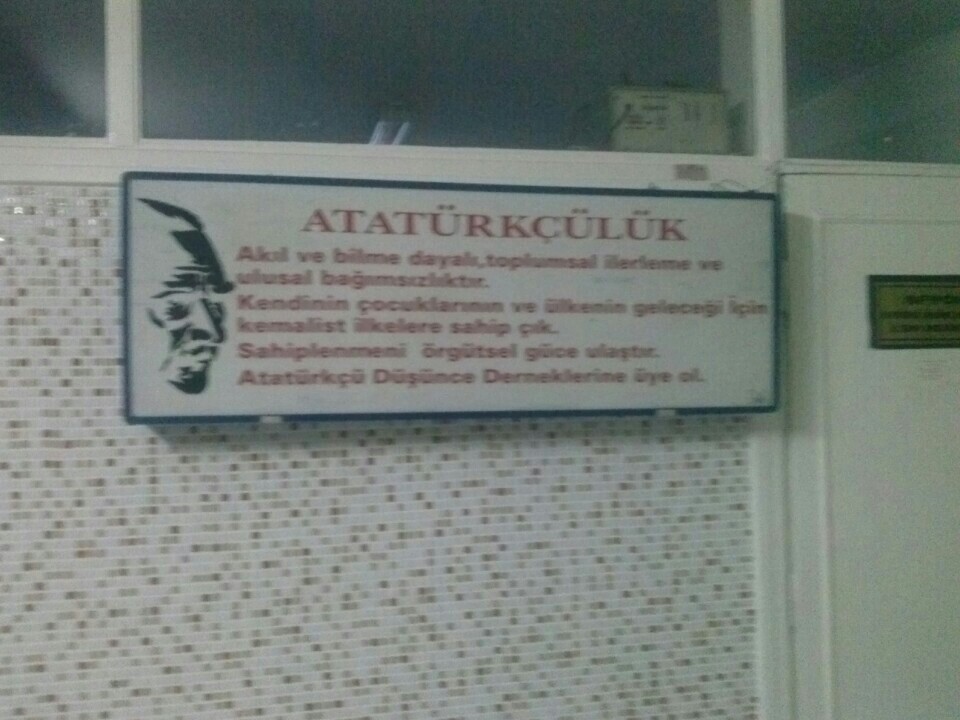 ATATÜRKÇÜLÜK
Akıl ve bilme dayalı,toplumsal ilerleme ve
ulusal bağımsızlıktır.
Kendinin çocuklarının ve ülkenin geleceği İçin
kemalist ilkelere sahip çık.
Sahiplenmeni örgütsel güce ulaştır.
Atatürkçü Düşünce Derneklerine üye ol.